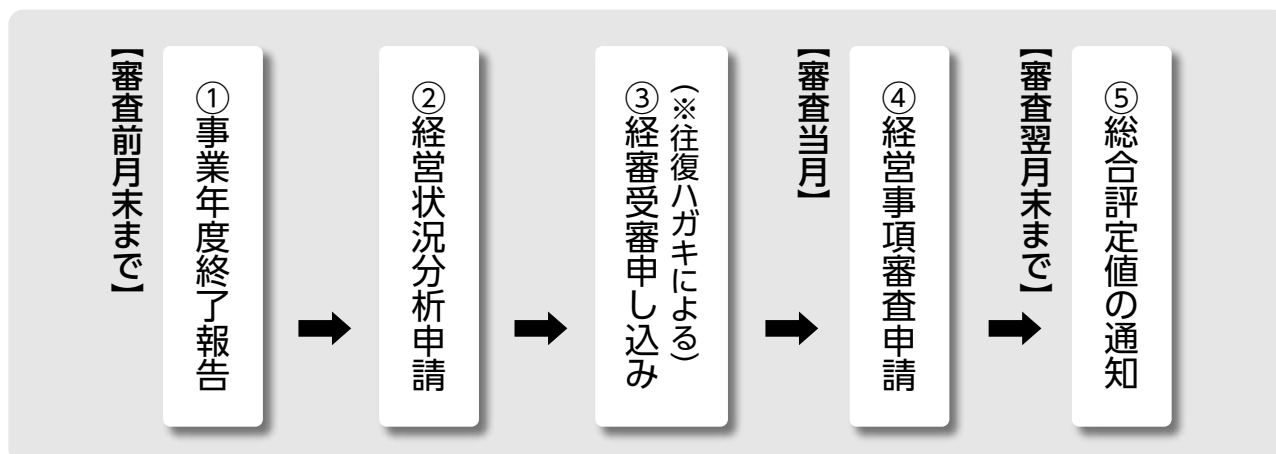 【審査前月末まで】
①事業年度終了報告
②経営状況分析申請
③経審受審申し込み
（※往復ハガキによる）
【審査当月】
④経営事項審査申請
【審査翌月末まで】
⑤総合評定値の通知